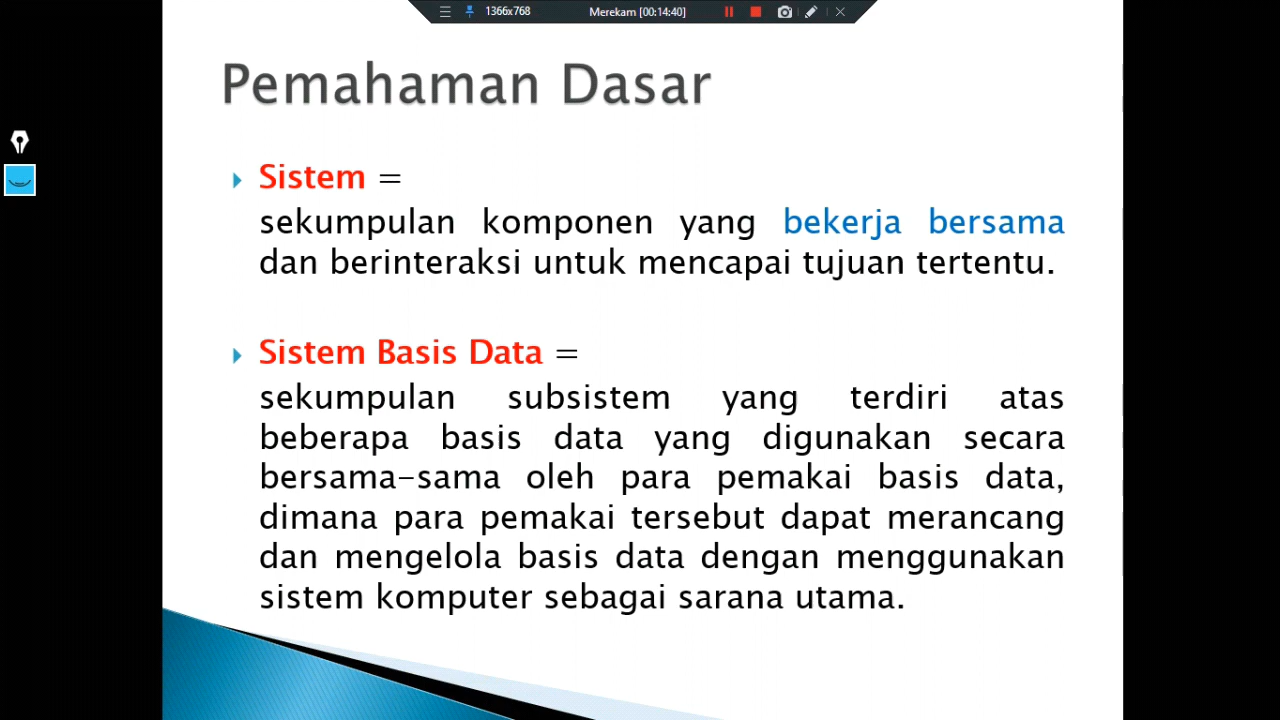 1366x768 Merekam [00:14:40]
Pemahaman Dasar
Sistem =
sekumpulan komponen yang bekerja bersama
dan berinteraksi untuk mencapai tujuan tertentu.
Sistem Basis Data =
sekumpulan subsistem yang terdiri atas
beberapa basis data yang digunakan secara
bersama-sama oleh para pemakai basis data,
dimana para pemakai tersebut dapat merancang
dan mengelola basis data dengan menggunakan
sistem komputer sebagai sarana utama.